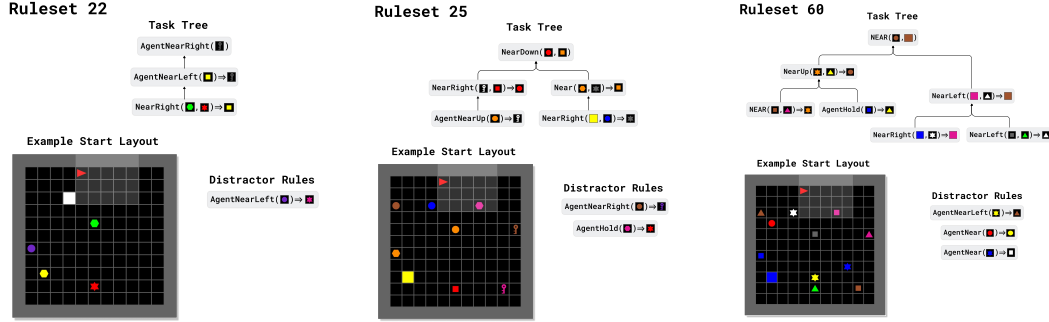 Ruleset 22
Task Tree
AgentNearRight( )
AgentNearLeft( )⇒
NearRight( , )⇒
Example Start Layout
Distractor Rules
AgentNearLeft( )⇒
Ruleset 25
Task Tree
NearDown( , )
NearRight( , )⇒
Near( , )⇒
AgentNearUp( )⇒
NearRight( , )⇒
Example Start Layout
Distractor Rules
AgentNearRight( )⇒
AgentHold( )⇒
Ruleset 60
Task Tree
NEAR( , )
NearUp( , )⇒
NearLeft( , )⇒
NEAR( , )⇒
AgentHold( )⇒
NearRight( , )⇒
NearLeft( , )⇒
Example Start Layout
Distractor Rules
AgentNearLeft( )⇒
AgentNear( )⇒
AgentNear( )⇒